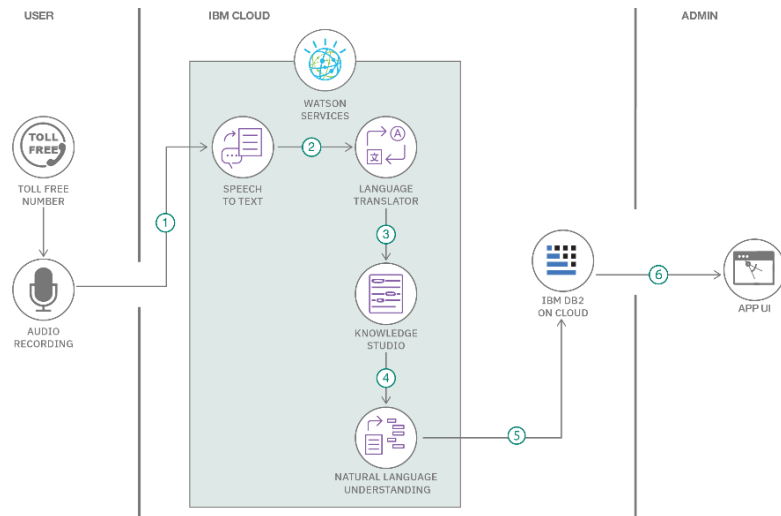 USER
IBM CLOUD
ADMIN
WATSON
SERVICES
TOLL
FREE
TOLL FREE
NUMBER
1
SPEECH
TO TEXT
2
A
文
LANGUAGE
TRANSLATOR
3
AUDIO
RECORDING
KNOWLEDGE
STUDIO
4
NATURAL LANGUAGE
UNDERSTANDING
5
IBM DB2
ON CLOUD
6
APP UI